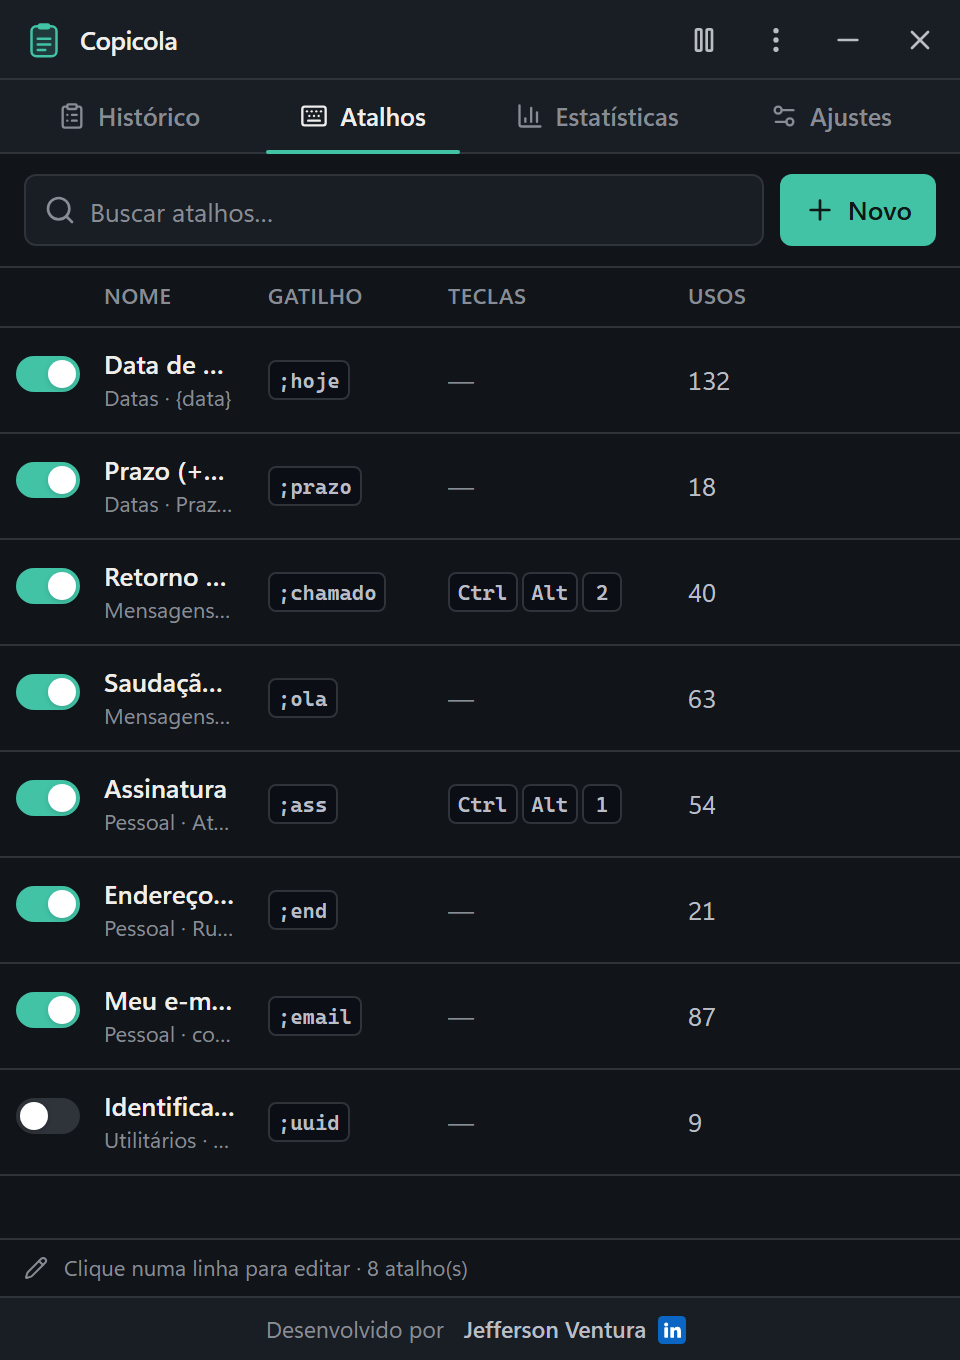 Copicola
Histórico
Atalhos
Estatísticas
Ajustes
Buscar atalhos...
Novo
NOME GATILHO TECLAS USOS
Data de ... ;hoje — 132
Datas · {data}
Prazo (+... ;prazo — 18
Datas · Praz...
Retorno ... ;chamado Ctrl Alt 2 40
Mensagens...
Saudaçã... ;ola — 63
Mensagens...
Assinatura ;ass Ctrl Alt 1 54
Pessoal · At...
Endereço... ;end — 21
Pessoal · Ru...
Meu e-m... ;email — 87
Pessoal · co...
Identifica... ;uuid — 9
Utilitários · ...
Clique numa linha para editar · 8 atalho(s)
Desenvolvido por Jefferson Ventura in